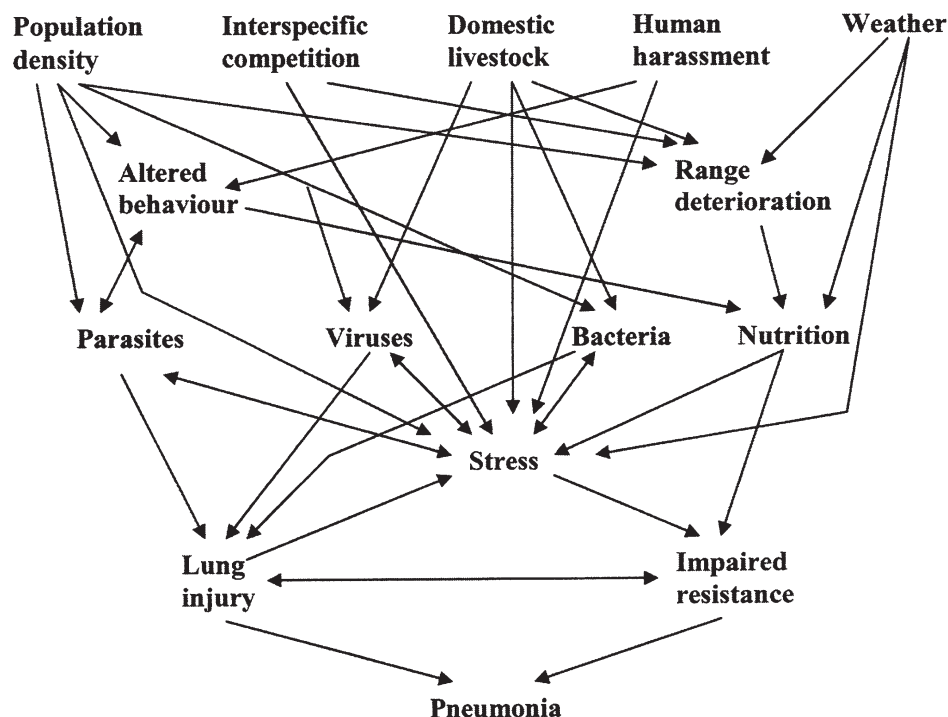 Population
density
Interspecific
competition
Domestic
livestock
Human
harassment
Weather
Altered
behaviour
Range
deterioration
Parasites
Viruses
Bacteria
Nutrition
Stress
Lung
injury
Impaired
resistance
Pneumonia